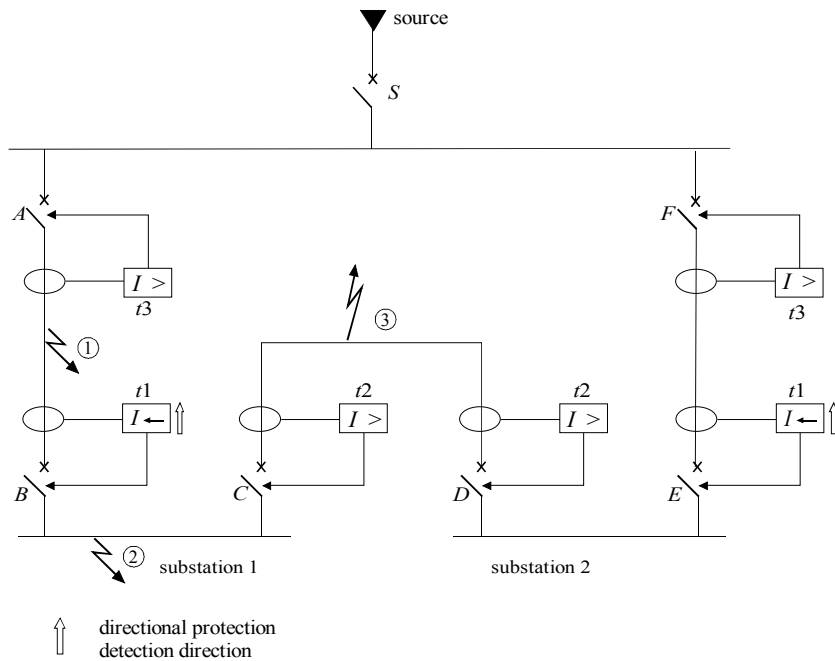 source
S
A
F
I >
I >
t3
t3
①
③
t1
t2
t2
t1
I
I >
I >
I
B
C
D
E
②
substation 1
substation 2
directional protection
detection direction